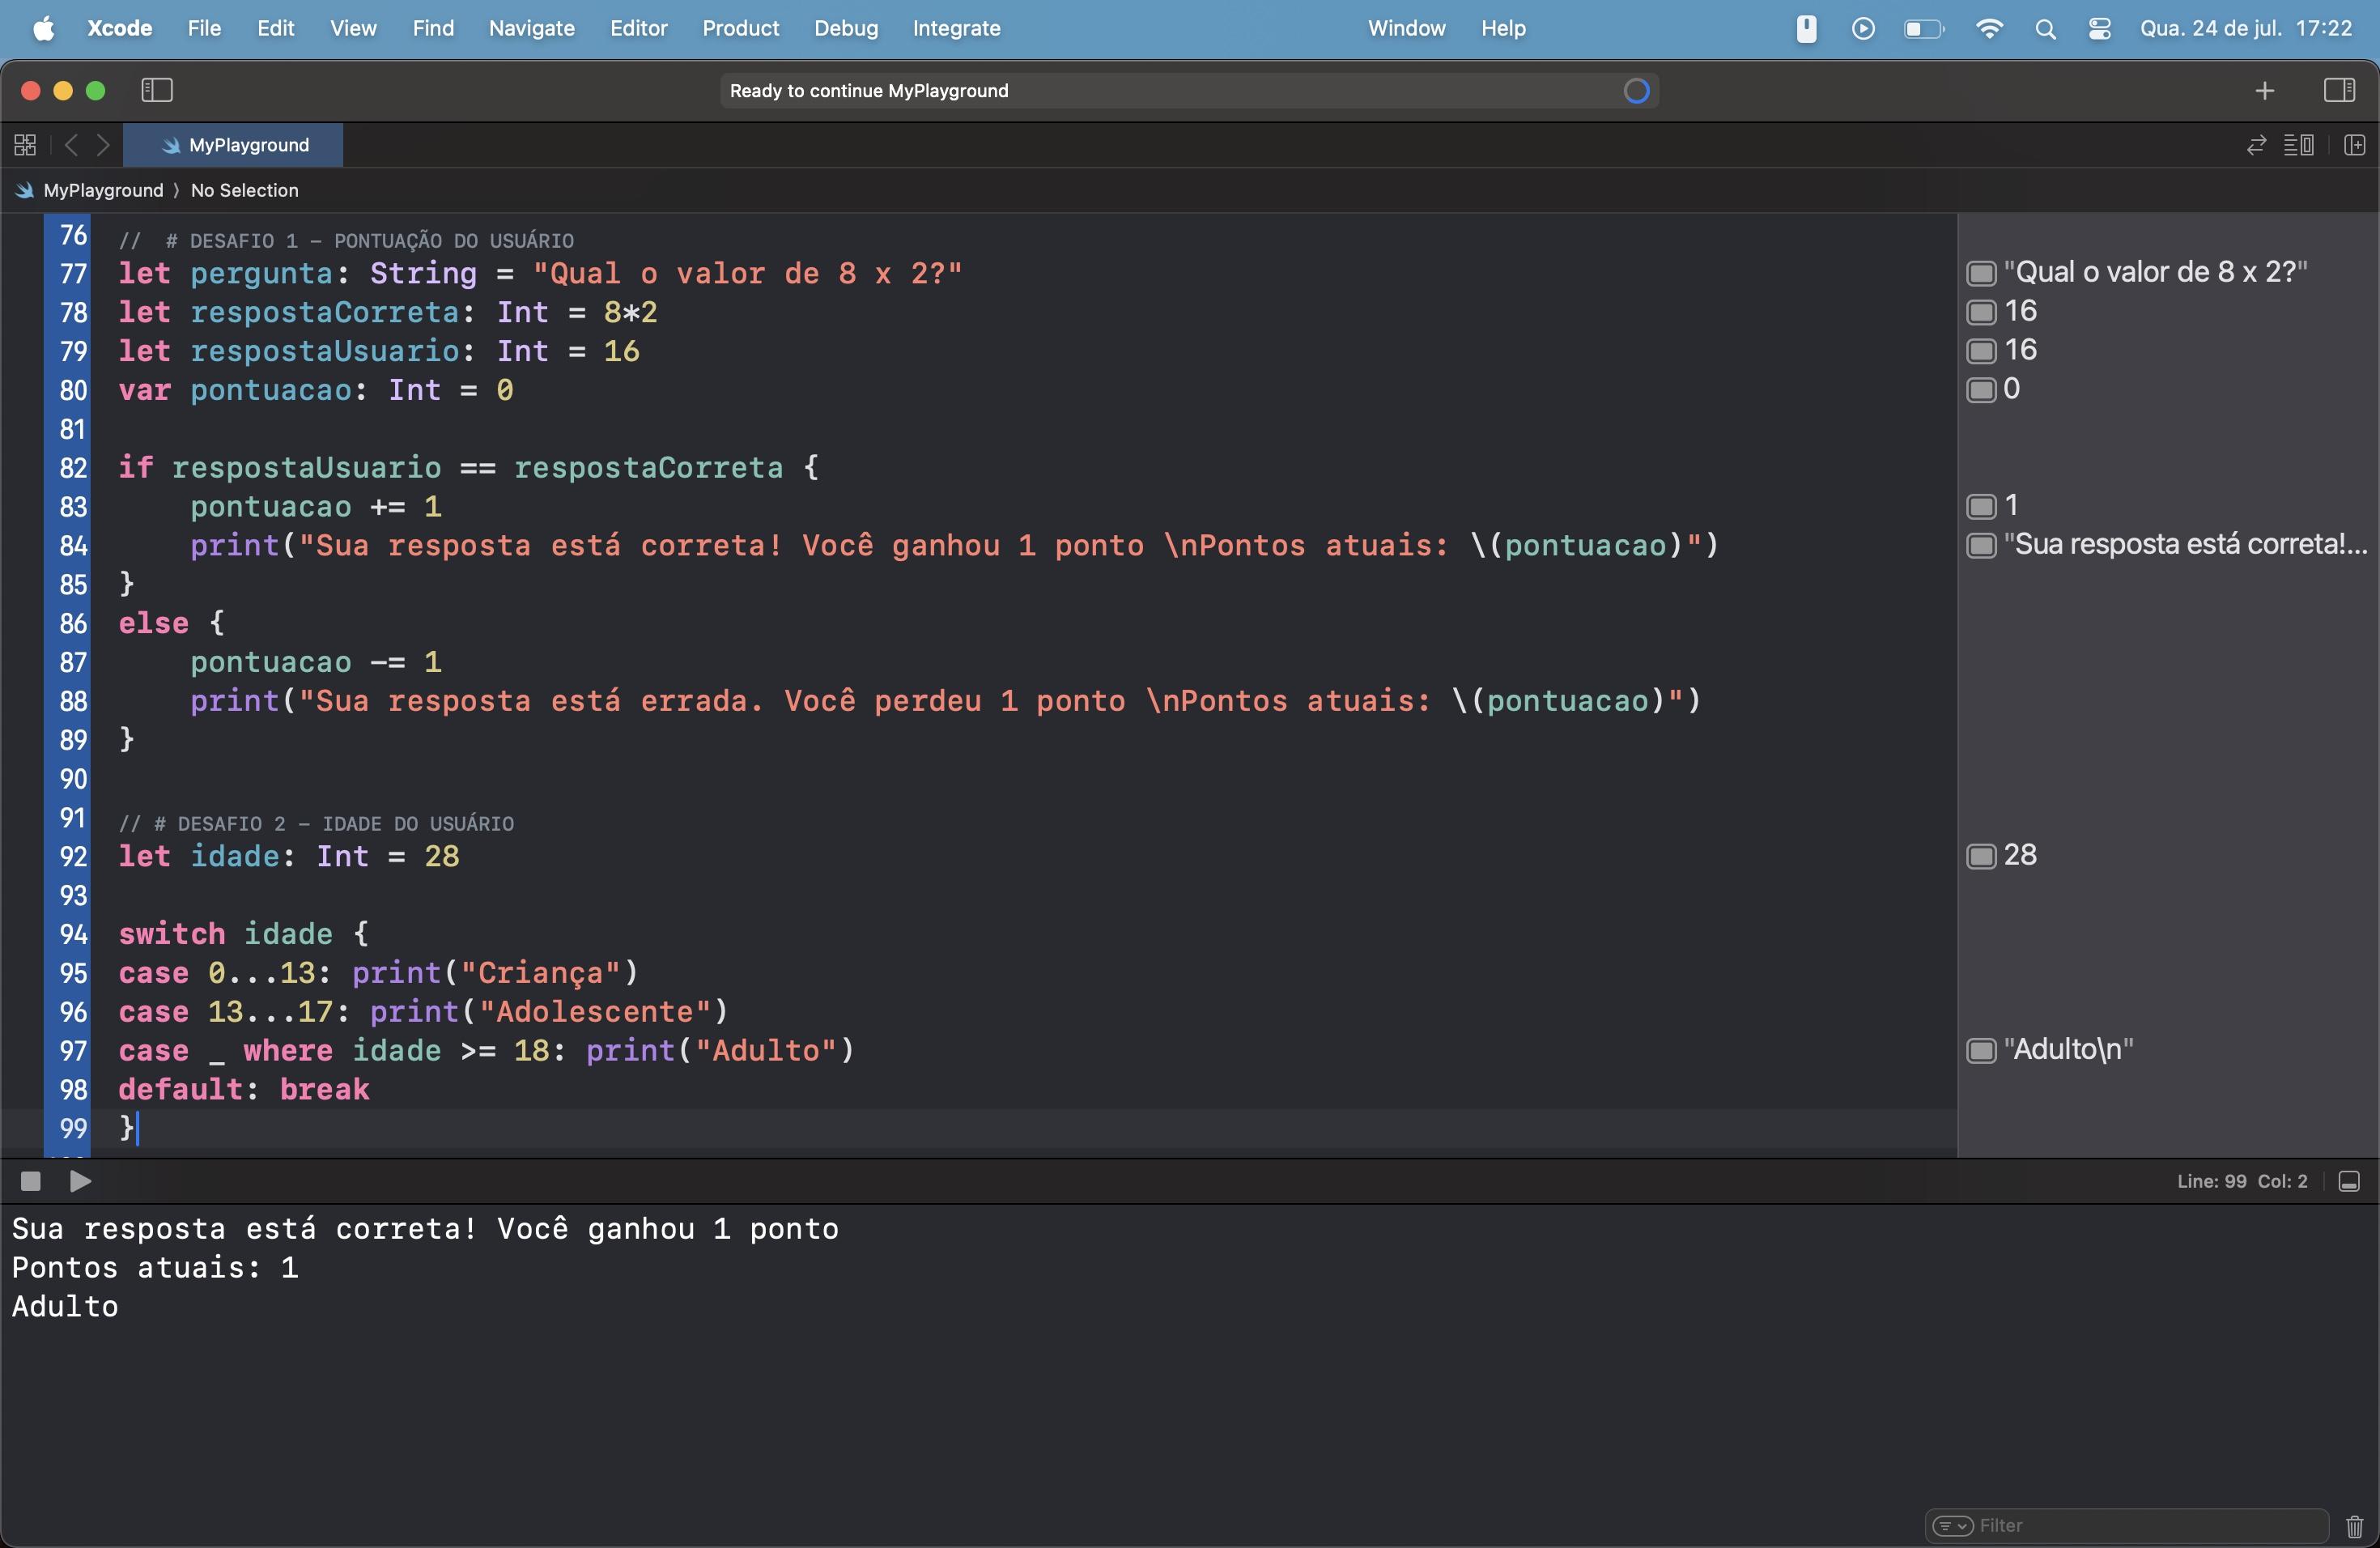 Xcode File Edit View Find Navigate Editor Product Debug Integrate Window Help Qua. 24 de jul. 17:22
Ready to continue MyPlayground
MyPlayground
MyPlayground ⟩ No Selection
76 //  # DESAFIO 1 – PONTUAÇÃO DO USUÁRIO
77 let pergunta: String = "Qual o valor de 8 x 2?" "Qual o valor de 8 x 2?"
78 let respostaCorreta: Int = 8*2 16
79 let respostaUsuario: Int = 16 16
80 var pontuacao: Int = 0 0
81
82 if respostaUsuario == respostaCorreta {
83     pontuacao += 1 1
84     print("Sua resposta está correta! Você ganhou 1 ponto \nPontos atuais: \(pontuacao)") "Sua resposta está correta!...
85 }
86 else {
87     pontuacao -= 1
88     print("Sua resposta está errada. Você perdeu 1 ponto \nPontos atuais: \(pontuacao)")
89 }
90
91 // # DESAFIO 2 – IDADE DO USUÁRIO
92 let idade: Int = 28 28
93
94 switch idade {
95 case 0...13: print("Criança")
96 case 13...17: print("Adolescente")
97 case _ where idade >= 18: print("Adulto") "Adulto\n"
98 default: break
99 }
Line: 99 Col: 2
Sua resposta está correta! Você ganhou 1 ponto
Pontos atuais: 1
Adulto
Filter